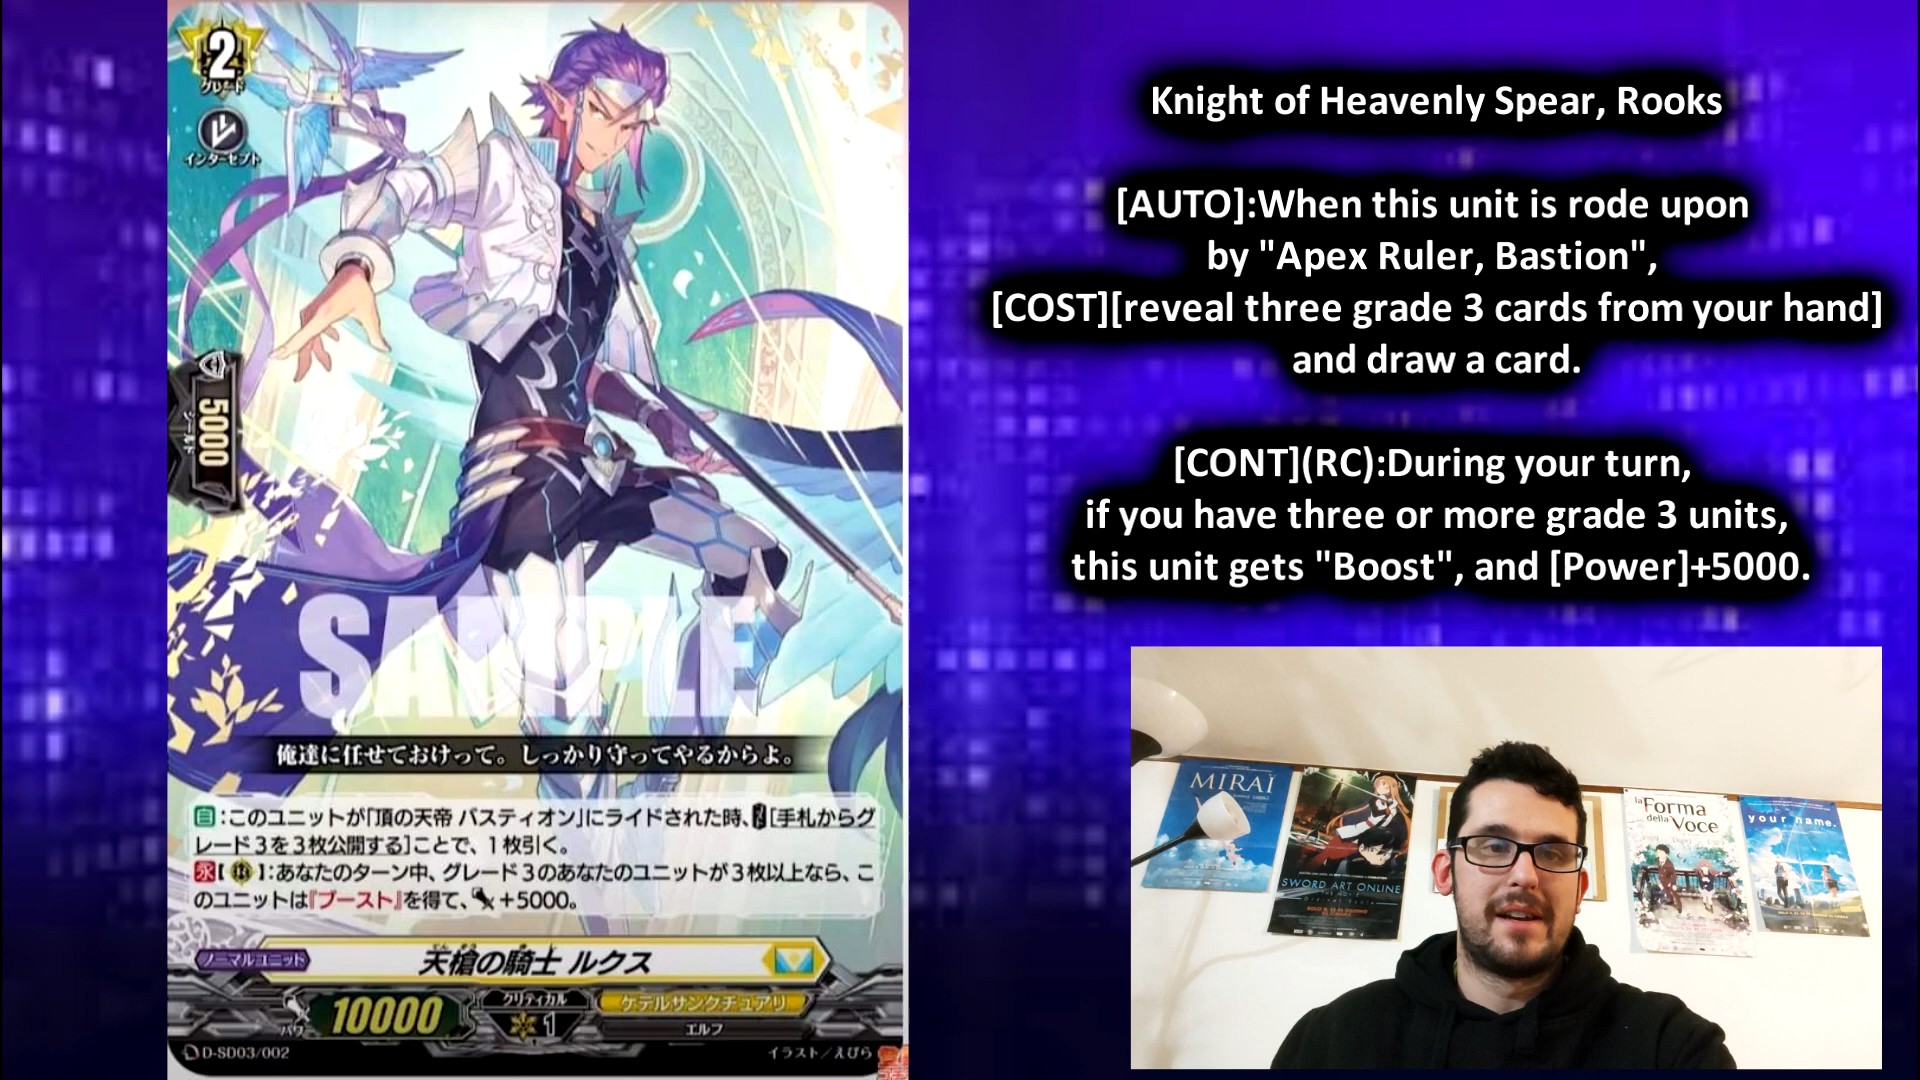 2
グレード
インターセプト
5000
シールド
SAMPLE
俺達に任せておけって。しっかり守ってやるからよ。
自:このユニットが「頂の天帝 バスティオン」にライドされた時、[手札からグ
レード3を3枚公開する]ことで、1枚引く。
永【】:あなたのターン中、グレード3のあなたのユニットが3枚以上なら、こ
のユニットは『ブースト』を得て、+5000。
ノーマルユニット
天槍の騎士 ルクス
パワー 10000
クリティカル
1
ケテルサンクチュアリ
エルフ
D-SD03/002
イラスト/えびら
Knight of Heavenly Spear, Rooks
[AUTO]:When this unit is rode upon
by "Apex Ruler, Bastion",
[COST][reveal three grade 3 cards from your hand]
and draw a card.
[CONT](RC):During your turn,
if you have three or more grade 3 units,
this unit gets "Boost", and [Power]+5000.
MIRAI
SWORD ART ONLINE
la Forma
della Voce
your name.